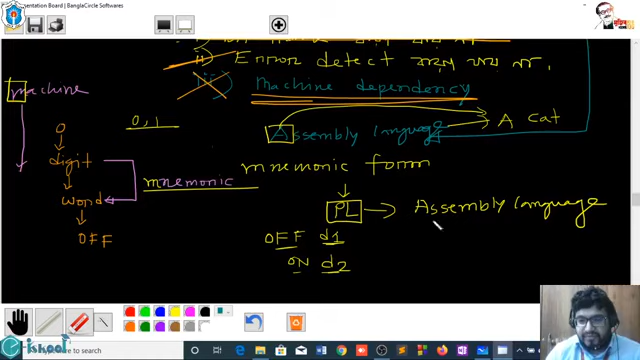 Presentation Board | BanglaCircle Softwares
ii) Error detect করা যায় না,
Machine dependency
machine
0, 1
Assembly language
A Cat
0
digit
mnemonic form
mnemonic
word
PL
Assembly language
OFF
OFF d1
ON d2
e-iskool
Type here to search